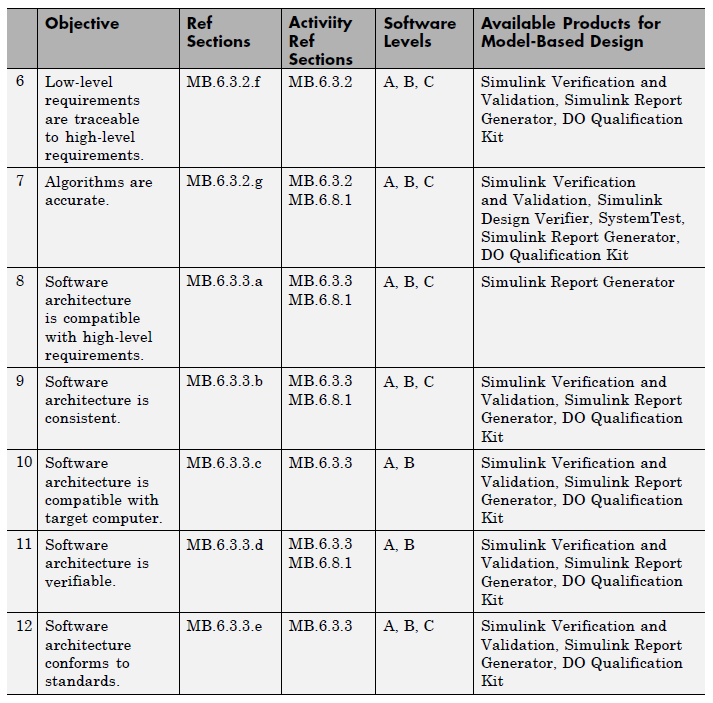 Objective
Ref
Sections
Activiity
Ref
Sections
Software
Levels
Available Products for
Model-Based Design
6
Low-level
requirements
are traceable
to high-level
requirements.
MB.6.3.2.f
MB.6.3.2
A, B, C
Simulink Verification and
Validation, Simulink Report
Generator, DO Qualification
Kit
7
Algorithms are
accurate.
MB.6.3.2.g
MB.6.3.2
MB.6.8.1
A, B, C
Simulink Verification
and Validation, Simulink
Design Verifier, SystemTest,
Simulink Report Generator,
DO Qualification Kit
8
Software
architecture
is compatible
with high-level
requirements.
MB.6.3.3.a
MB.6.3.3
MB.6.8.1
A, B, C
Simulink Report Generator
9
Software
architecture is
consistent.
MB.6.3.3.b
MB.6.3.3
MB.6.8.1
A, B, C
Simulink Verification and
Validation, Simulink Report
Generator, DO Qualification
Kit
10
Software
architecture is
compatible with
target computer.
MB.6.3.3.c
MB.6.3.3
A, B
Simulink Verification and
Validation, Simulink Report
Generator, DO Qualification
Kit
11
Software
architecture is
verifiable.
MB.6.3.3.d
MB.6.3.3
MB.6.8.1
A, B
Simulink Verification and
Validation, Simulink Report
Generator, DO Qualification
Kit
12
Software
architecture
conforms to
standards.
MB.6.3.3.e
MB.6.3.3
A, B, C
Simulink Verification and
Validation, Simulink Report
Generator, DO Qualification
Kit